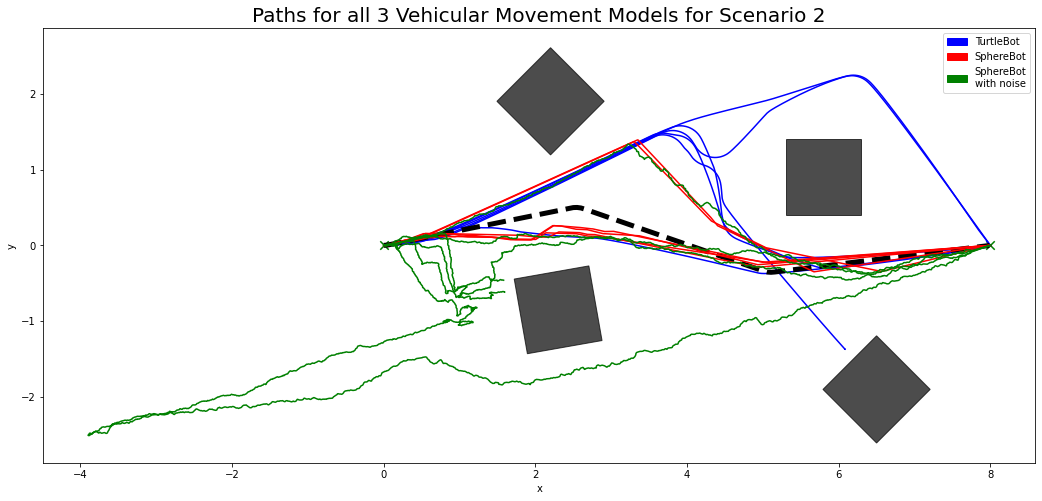 Paths for all 3 Vehicular Movement Models for Scenario 2
TurtleBot
SphereBot
SphereBot
with noise
y
2
1
0
−1
−2
−4
−2
0
2
4
6
8
x